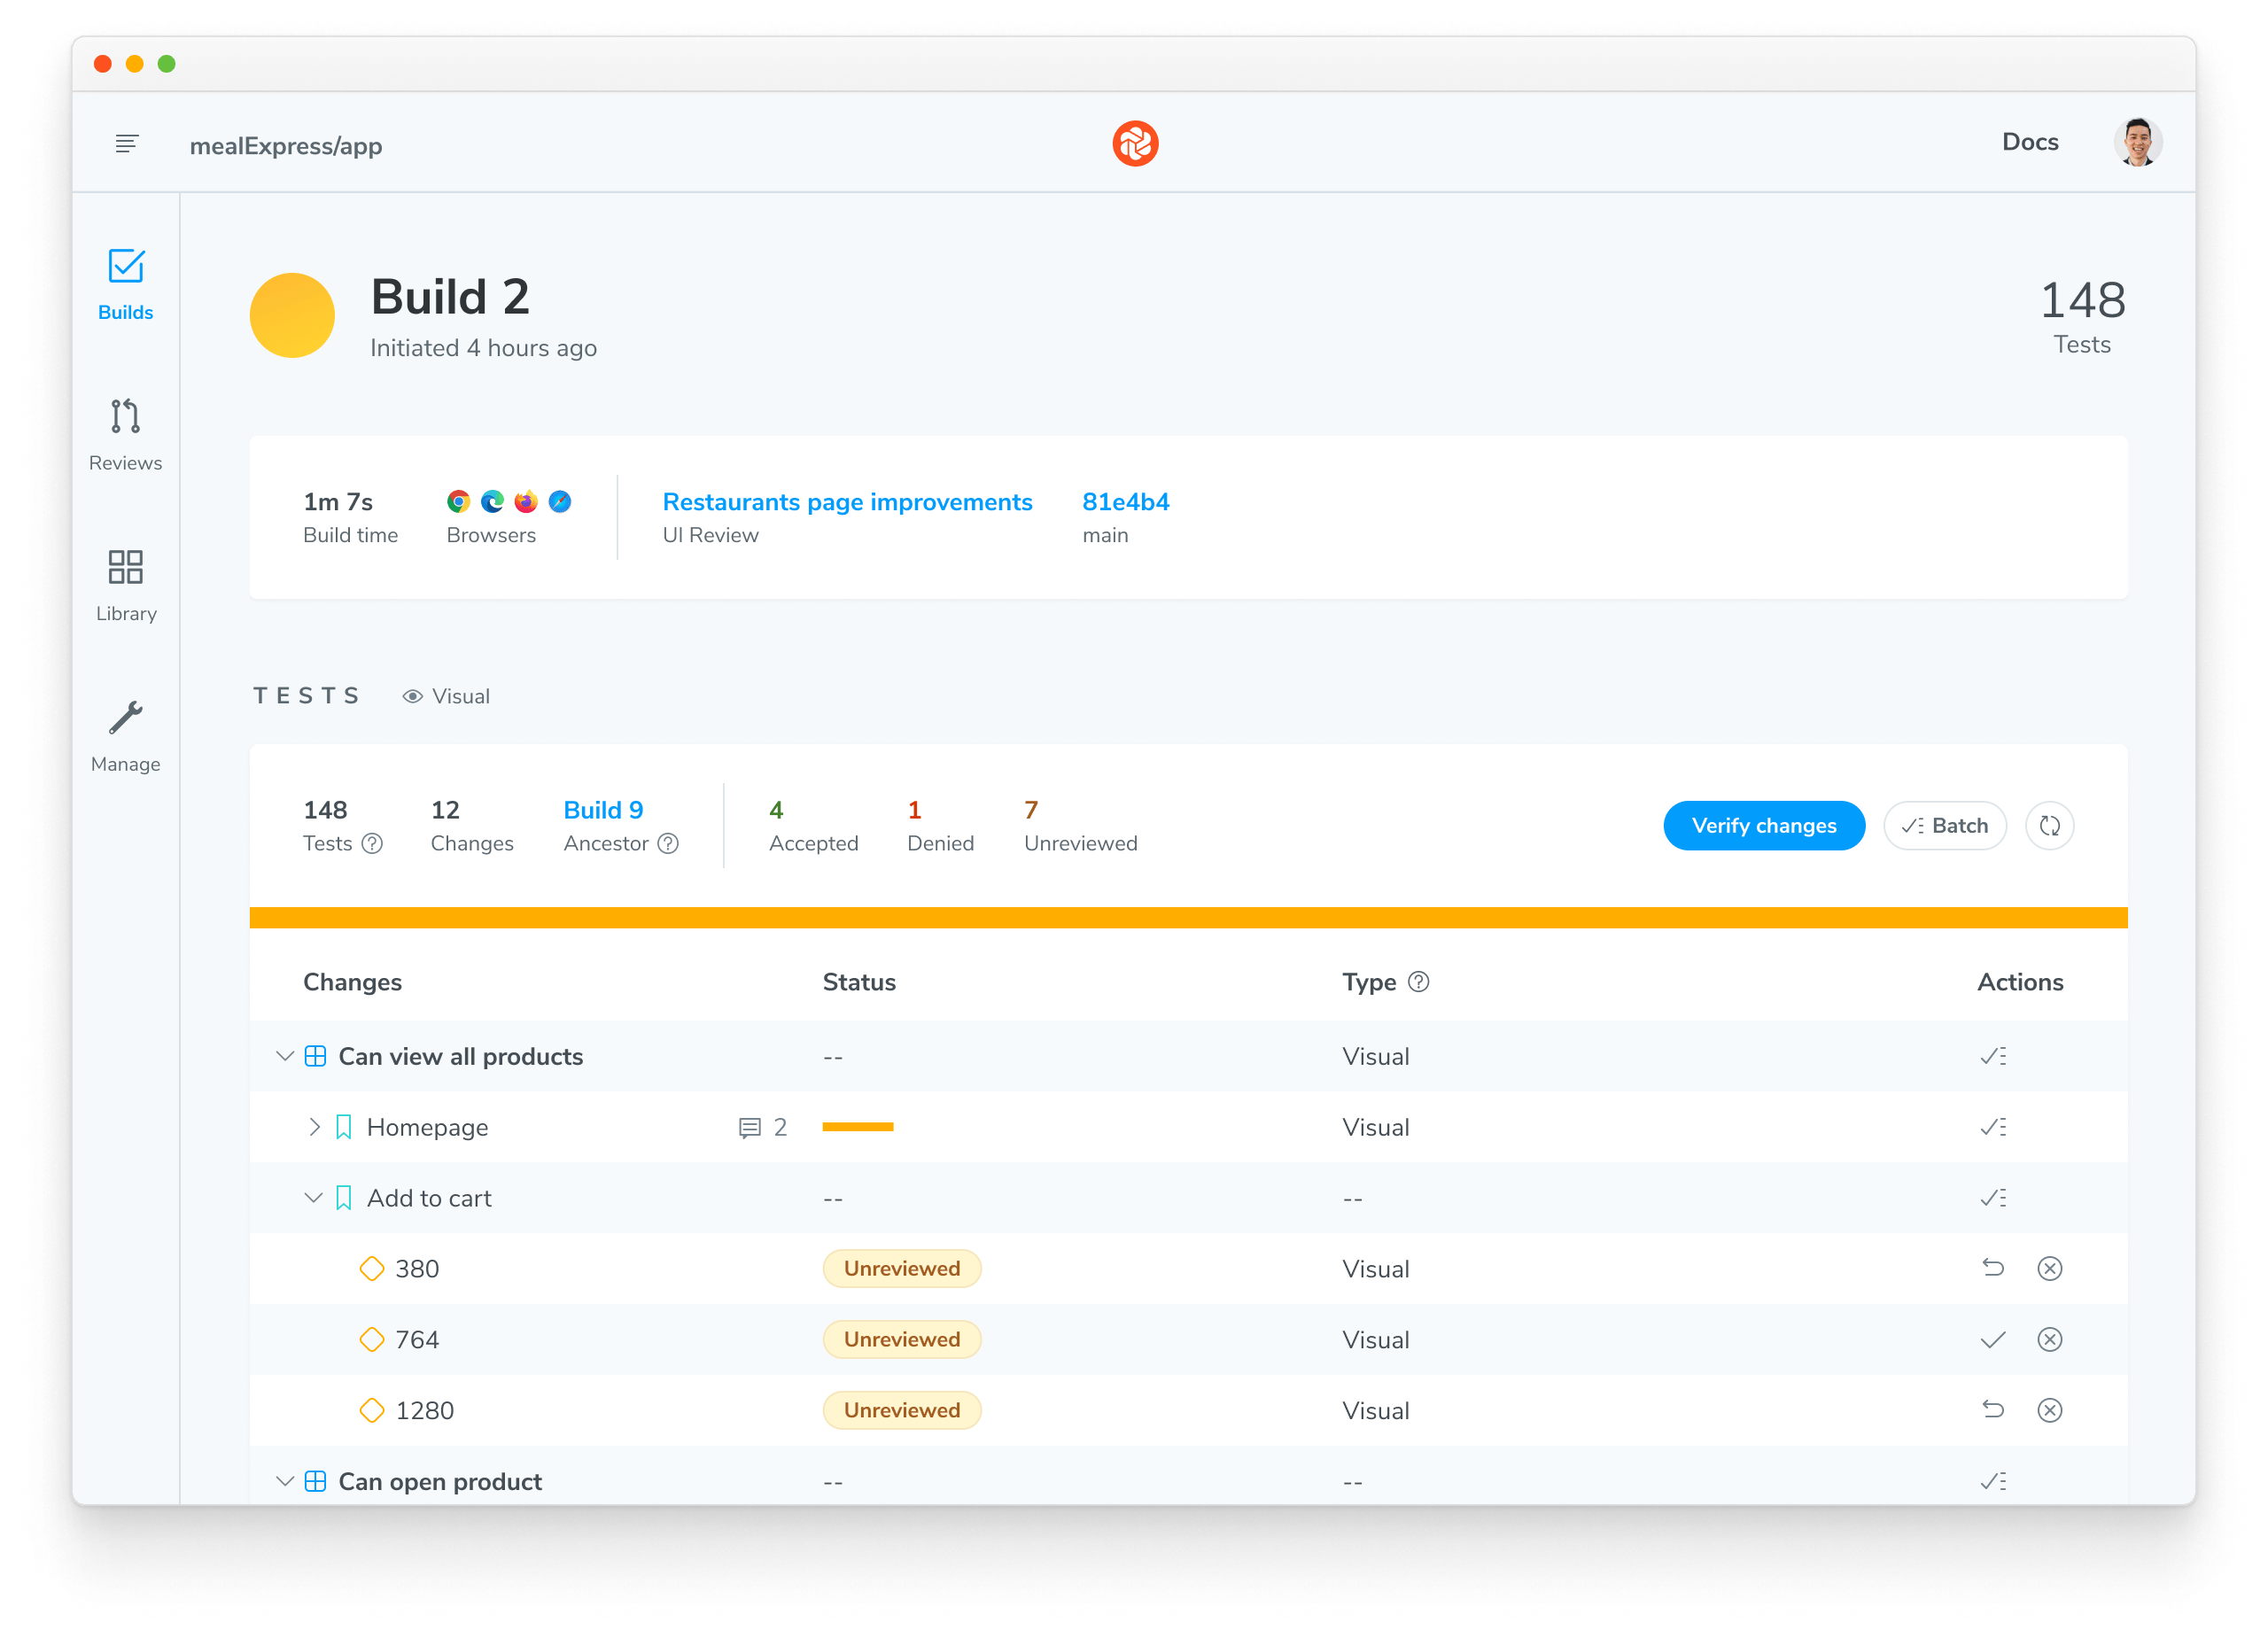 mealExpress/app
Docs
Builds
Reviews
Library
Manage
Build 2
Initiated 4 hours ago
148
Tests
1m 7s
Build time
Browsers
Restaurants page improvements
UI Review
81e4b4
main
TESTS Visual
148 12 Build 9 4 1 7
Tests ? Changes Ancestor ? Accepted Denied Unreviewed
Verify changes Batch
Changes Status Type ? Actions
Can view all products -- Visual
Homepage 2 Visual
Add to cart -- --
380 Unreviewed Visual
764 Unreviewed Visual
1280 Unreviewed Visual
Can open product -- --